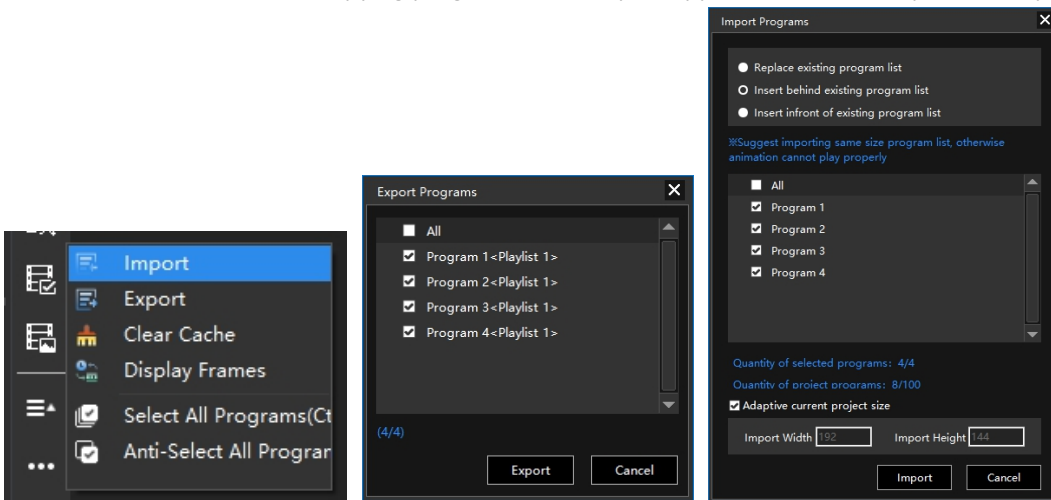 Import
Export
Clear Cache
Display Frames
Select All Programs(Ct
Anti-Select All Prograr
Export Programs
All
Program 1<Playlist 1>
Program 2<Playlist 1>
Program 3<Playlist 1>
Program 4<Playlist 1>
(4/4)
Export Cancel
Import Programs
Replace existing program list
Insert behind existing program list
Insert infront of existing program list
※Suggest importing same size program list, otherwise
animation cannot play properly
All
Program 1
Program 2
Program 3
Program 4
Quantity of selected programs: 4/4
Quantity of project programs: 8/100
Adaptive current project size
Import Width 192 Import Height 144
Import Cancel